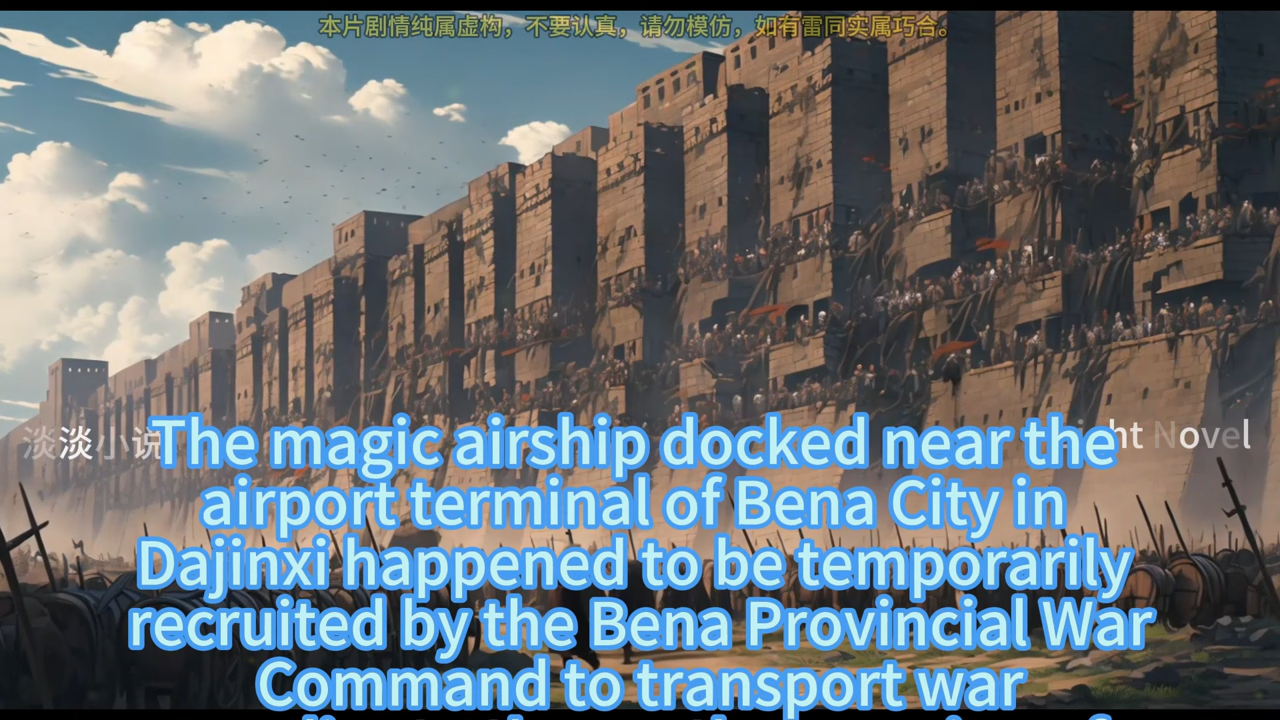 本片剧情纯属虚构，不要认真，请勿模仿，如有雷同实属巧合。
淡淡小说
ht Novel
The magic airship docked near the
airport terminal of Bena City in
Dajinxi happened to be temporarily
recruited by the Bena Provincial War
Command to transport war